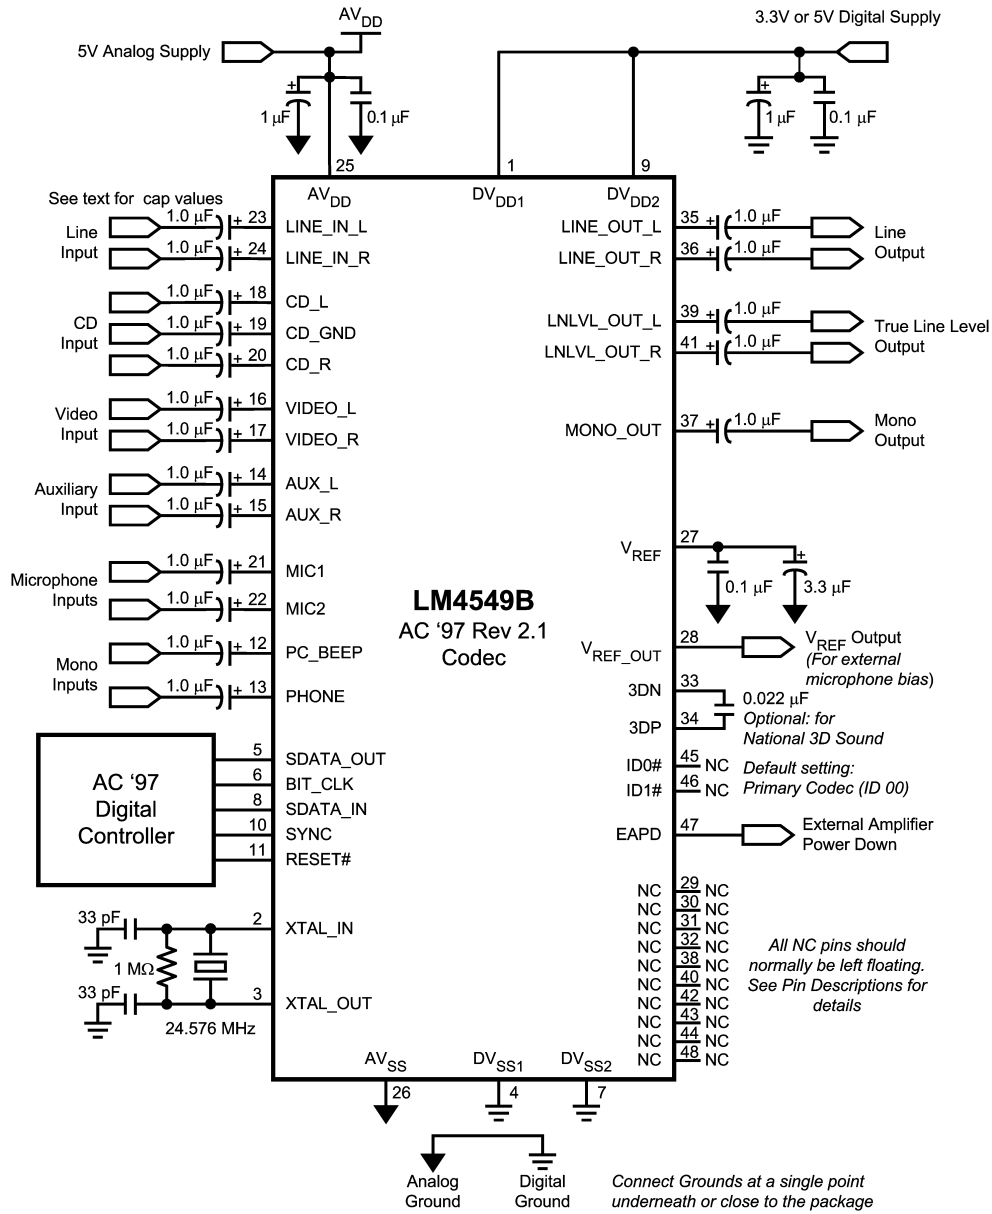 AVDD
5V Analog Supply
3.3V or 5V Digital Supply
+
1 µF
0.1 µF
+
1 µF
0.1 µF
25
1
9
AVDD
DVDD1
DVDD2
See text for cap values
Line
Input
1.0 µF + 23 LINE_IN_L
1.0 µF + 24 LINE_IN_R
CD
Input
1.0 µF + 18 CD_L
1.0 µF + 19 CD_GND
1.0 µF + 20 CD_R
Video
Input
1.0 µF + 16 VIDEO_L
1.0 µF + 17 VIDEO_R
Auxiliary
Input
1.0 µF + 14 AUX_L
1.0 µF + 15 AUX_R
Microphone
Inputs
1.0 µF + 21 MIC1
1.0 µF + 22 MIC2
Mono
Inputs
1.0 µF + 12 PC_BEEP
1.0 µF + 13 PHONE
AC ‘97
Digital
Controller
5 SDATA_OUT
6 BIT_CLK
8 SDATA_IN
10 SYNC
11 RESET#
33 pF
2 XTAL_IN
1 MΩ
33 pF
3 XTAL_OUT
24.576 MHz
LM4549B
AC ‘97 Rev 2.1
Codec
LINE_OUT_L 35 + 1.0 µF
LINE_OUT_R 36 + 1.0 µF
Line
Output
LNLVL_OUT_L 39 + 1.0 µF
LNLVL_OUT_R 41 + 1.0 µF
True Line Level
Output
MONO_OUT 37 + 1.0 µF
Mono
Output
VREF 27
0.1 µF
+
3.3 µF
VREF_OUT 28
VREF Output
(For external
microphone bias)
3DN 33
3DP 34
0.022 µF
Optional: for
National 3D Sound
ID0# 45 NC
ID1# 46 NC
Default setting:
Primary Codec (ID 00)
EAPD 47
External Amplifier
Power Down
NC 29 NC
NC 30 NC
NC 31 NC
NC 32 NC
NC 38 NC
NC 40 NC
NC 42 NC
NC 43 NC
NC 44 NC
NC 48 NC
All NC pins should
normally be left floating.
See Pin Descriptions for
details
AVSS
DVSS1
DVSS2
26
4
7
Analog
Ground
Digital
Ground
Connect Grounds at a single point
underneath or close to the package